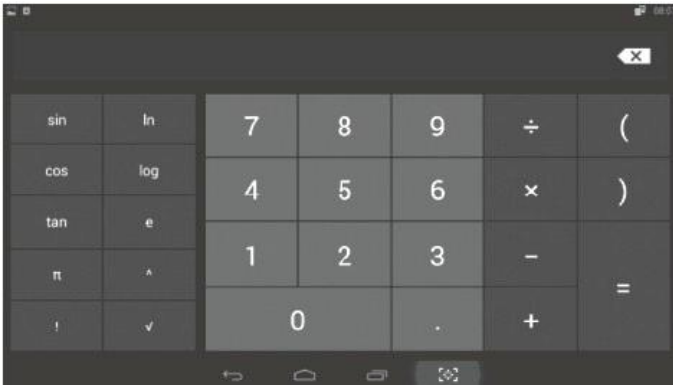 sin ln 7 8 9 ÷ (
cos log 4 5 6 × )
tan e 1 2 3 −
π ^ =
! √ 0 . +